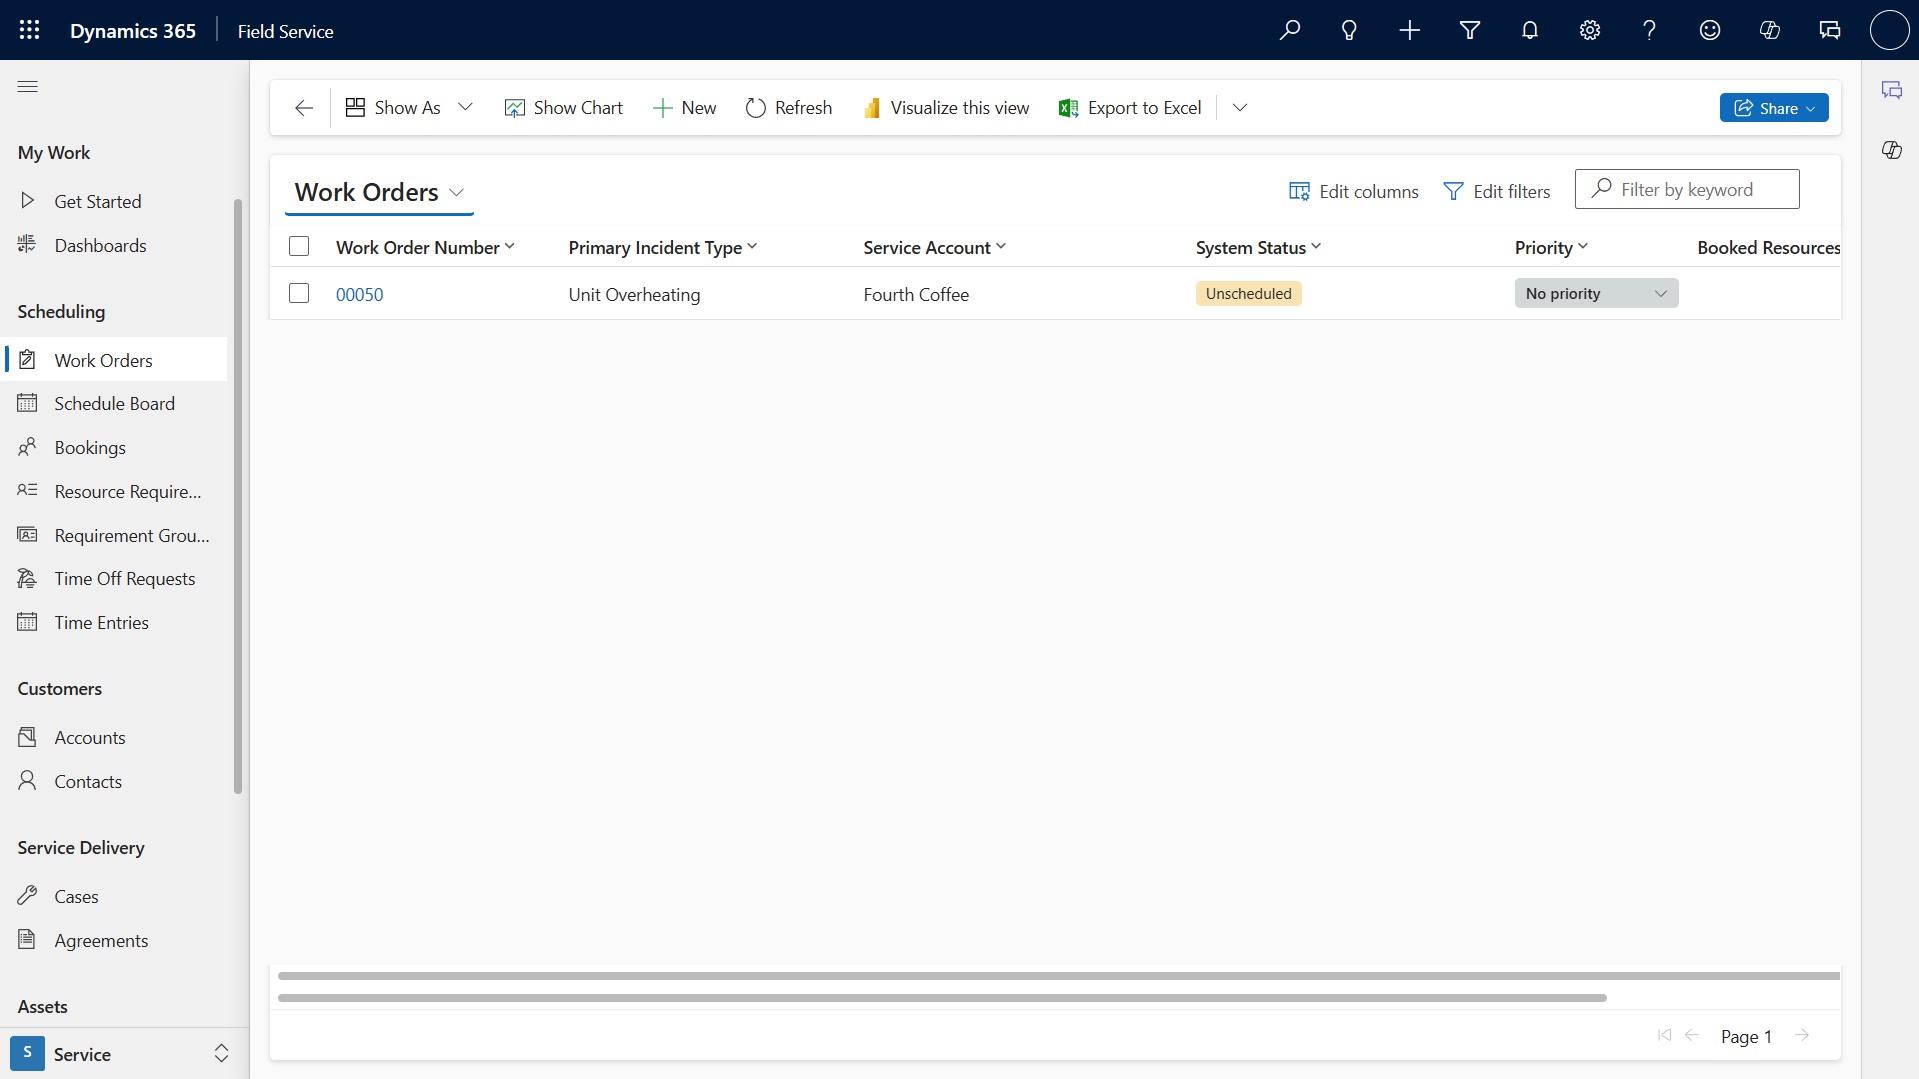 Dynamics 365
Field Service
Show As
Show Chart
New
Refresh
Visualize this view
Export to Excel
Share
My Work
Get Started
Dashboards
Scheduling
Work Orders
Schedule Board
Bookings
Resource Require...
Requirement Grou...
Time Off Requests
Time Entries
Customers
Accounts
Contacts
Service Delivery
Cases
Agreements
Assets
S Service
Work Orders
Edit columns
Edit filters
Filter by keyword
Work Order Number
Primary Incident Type
Service Account
System Status
Priority
Booked Resources
00050
Unit Overheating
Fourth Coffee
Unscheduled
No priority
Page 1